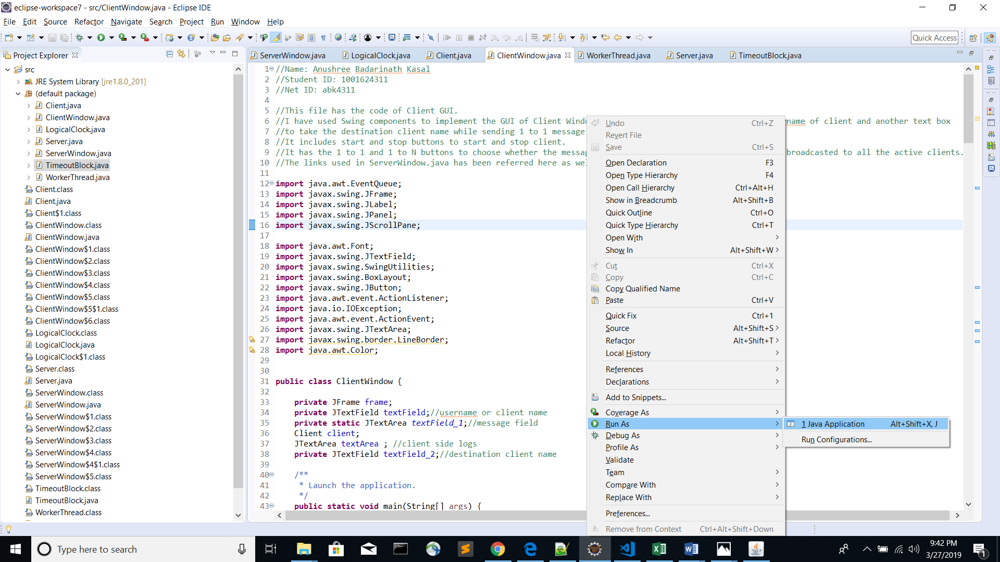 eclipse-workspace7 - src/ClientWindow.java - Eclipse IDE
File Edit Source Refactor Navigate Search Project Run Window Help
Quick Access
Project Explorer
src
JRE System Library [jre1.8.0_201]
(default package)
Client.java
ClientWindow.java
LogicalClock.java
Server.java
ServerWindow.java
TimeoutBlock.java
WorkerThread.java
Client.class
Client.java
Client$1.class
ClientWindow.class
ClientWindow.java
ClientWindow$1.class
ClientWindow$2.class
ClientWindow$3.class
ClientWindow$4.class
ClientWindow$5.class
ClientWindow$5$1.class
ClientWindow$6.class
LogicalClock.class
LogicalClock.java
LogicalClock$1.class
Server.class
Server.java
ServerWindow.class
ServerWindow.java
ServerWindow$1.class
ServerWindow$2.class
ServerWindow$3.class
ServerWindow$4.class
ServerWindow$4$1.class
ServerWindow$5.class
TimeoutBlock.class
TimeoutBlock.java
WorkerThread.class
ServerWindow.java LogicalClock.java Client.java ClientWindow.java WorkerThread.java Server.java TimeoutBlock.java
1 //Name: Anushree Badarinath Kasal
2 //Student ID: 1001624311
3 //Net ID: abk4311
4
5 //This file has the code of Client GUI.
6 //I have used Swing components to implement the GUI of Client Windo name of client and another text box
7 //to take the destination client name while sending 1 to 1 message
8 //It includes start and stop buttons to start and stop client.
9 //It has the 1 to 1 and 1 to N buttons to choose whether the messag broadcasted to all the active clients.
10 //The links used in ServerWindow.java has been referred here as wel
11
12 import java.awt.EventQueue;
13 import javax.swing.JFrame;
14 import javax.swing.JLabel;
15 import javax.swing.JPanel;
16 import javax.swing.JScrollPane;
17
18 import java.awt.Font;
19 import javax.swing.JTextField;
20 import javax.swing.SwingUtilities;
21 import javax.swing.BoxLayout;
22 import javax.swing.JButton;
23 import java.awt.event.ActionListener;
24 import java.io.IOException;
25 import java.awt.event.ActionEvent;
26 import javax.swing.JTextArea;
27 import javax.swing.border.LineBorder;
28 import java.awt.Color;
29
30
31 public class ClientWindow {
32
33 private JFrame frame;
34 private JTextField textField;//username or client name
35 private static JTextArea textField_1;//message field
36 Client client;
37 JTextArea textArea ; //client side logs
38 private JTextField textField_2;//destination client name
39
40 /**
41 * Launch the application.
42 */
43 public static void main(String[] args) {
Undo Ctrl+Z
Revert File
Save Ctrl+S
Open Declaration F3
Open Type Hierarchy F4
Open Call Hierarchy Ctrl+Alt+H
Show in Breadcrumb Alt+Shift+B
Quick Outline Ctrl+O
Quick Type Hierarchy Ctrl+T
Open With
Show In Alt+Shift+W
Cut Ctrl+X
Copy Ctrl+C
Copy Qualified Name
Paste Ctrl+V
Quick Fix Ctrl+1
Source Alt+Shift+S
Refactor Alt+Shift+T
Local History
References
Declarations
Add to Snippets...
Coverage As
Run As
Debug As
Profile As
Validate
Team
Compare With
Replace With
Preferences...
Remove from Context Ctrl+Alt+Shift+Down
1 Java Application Alt+Shift+X, J
Run Configurations...
Type here to search
9:42 PM
3/27/2019
1